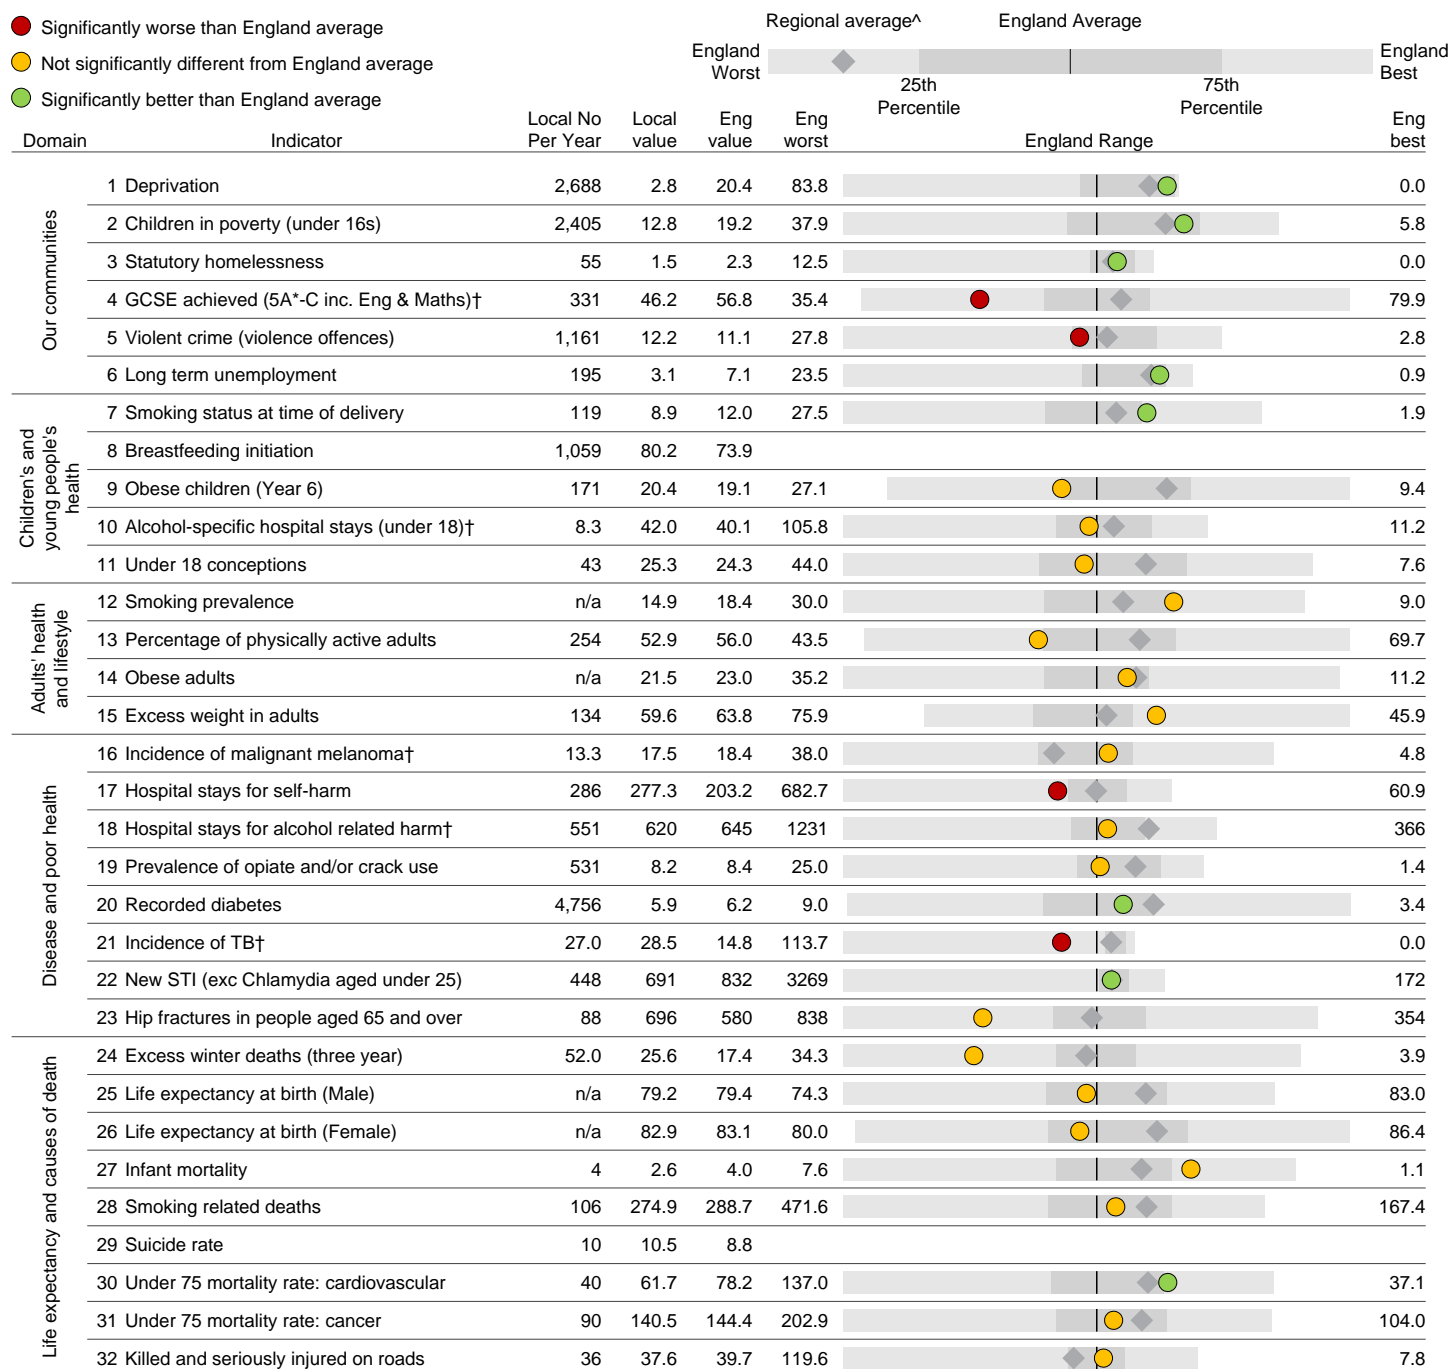 Significantly worse than England average
Not significantly different from England average
Significantly better than England average
Regional average^ England Average
England Worst England Best
25th Percentile 75th Percentile
Domain Indicator Local No Per Year Local value Eng value Eng worst England Range Eng best
Our communities
1 Deprivation 2,688 2.8 20.4 83.8 0.0
2 Children in poverty (under 16s) 2,405 12.8 19.2 37.9 5.8
3 Statutory homelessness 55 1.5 2.3 12.5 0.0
4 GCSE achieved (5A*-C inc. Eng & Maths)† 331 46.2 56.8 35.4 79.9
5 Violent crime (violence offences) 1,161 12.2 11.1 27.8 2.8
6 Long term unemployment 195 3.1 7.1 23.5 0.9
Children's and young people's health
7 Smoking status at time of delivery 119 8.9 12.0 27.5 1.9
8 Breastfeeding initiation 1,059 80.2 73.9
9 Obese children (Year 6) 171 20.4 19.1 27.1 9.4
10 Alcohol-specific hospital stays (under 18)† 8.3 42.0 40.1 105.8 11.2
11 Under 18 conceptions 43 25.3 24.3 44.0 7.6
Adults' health and lifestyle
12 Smoking prevalence n/a 14.9 18.4 30.0 9.0
13 Percentage of physically active adults 254 52.9 56.0 43.5 69.7
14 Obese adults n/a 21.5 23.0 35.2 11.2
15 Excess weight in adults 134 59.6 63.8 75.9 45.9
Disease and poor health
16 Incidence of malignant melanoma† 13.3 17.5 18.4 38.0 4.8
17 Hospital stays for self-harm 286 277.3 203.2 682.7 60.9
18 Hospital stays for alcohol related harm† 551 620 645 1231 366
19 Prevalence of opiate and/or crack use 531 8.2 8.4 25.0 1.4
20 Recorded diabetes 4,756 5.9 6.2 9.0 3.4
21 Incidence of TB† 27.0 28.5 14.8 113.7 0.0
22 New STI (exc Chlamydia aged under 25) 448 691 832 3269 172
23 Hip fractures in people aged 65 and over 88 696 580 838 354
Life expectancy and causes of death
24 Excess winter deaths (three year) 52.0 25.6 17.4 34.3 3.9
25 Life expectancy at birth (Male) n/a 79.2 79.4 74.3 83.0
26 Life expectancy at birth (Female) n/a 82.9 83.1 80.0 86.4
27 Infant mortality 4 2.6 4.0 7.6 1.1
28 Smoking related deaths 106 274.9 288.7 471.6 167.4
29 Suicide rate 10 10.5 8.8
30 Under 75 mortality rate: cardiovascular 40 61.7 78.2 137.0 37.1
31 Under 75 mortality rate: cancer 90 140.5 144.4 202.9 104.0
32 Killed and seriously injured on roads 36 37.6 39.7 119.6 7.8